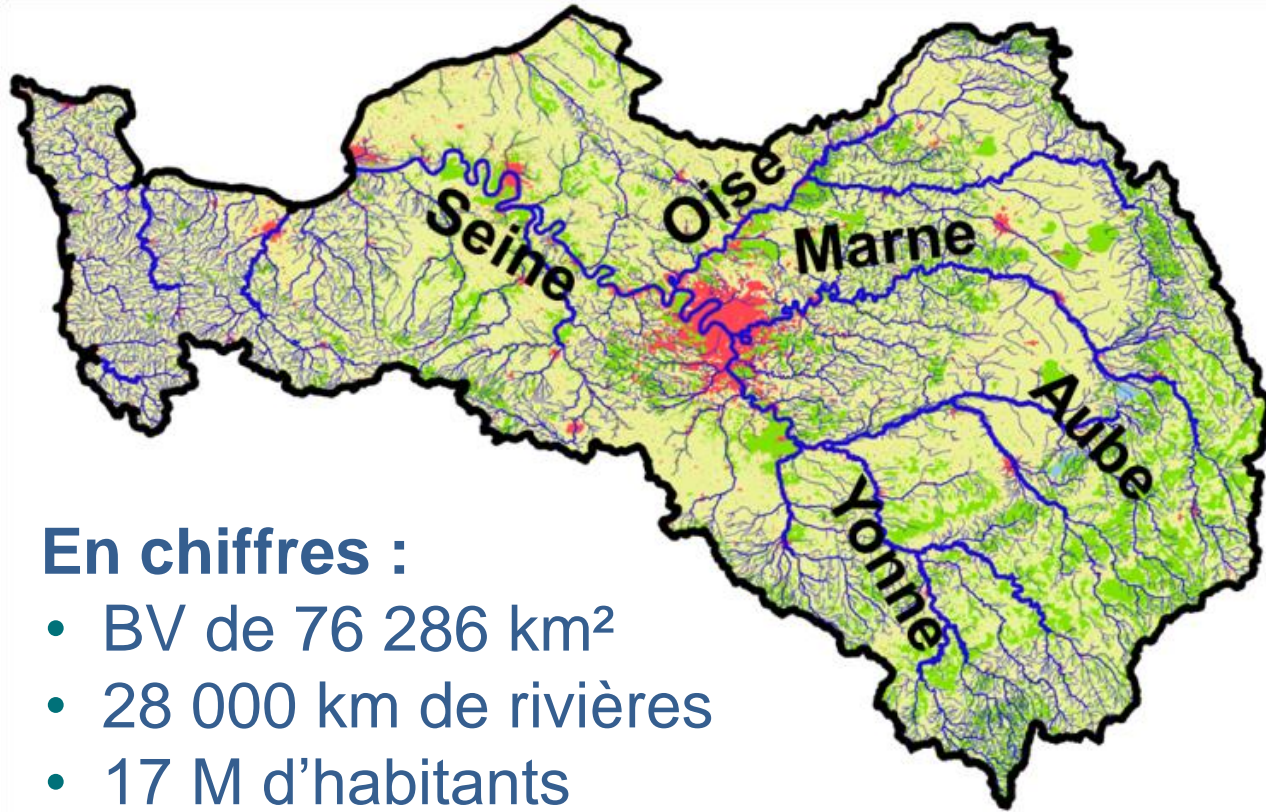 Oise
Seine
Marne
Aube
Yonne
En chiffres :
• BV de 76 286 km²
• 28 000 km de rivières
• 17 M d’habitants